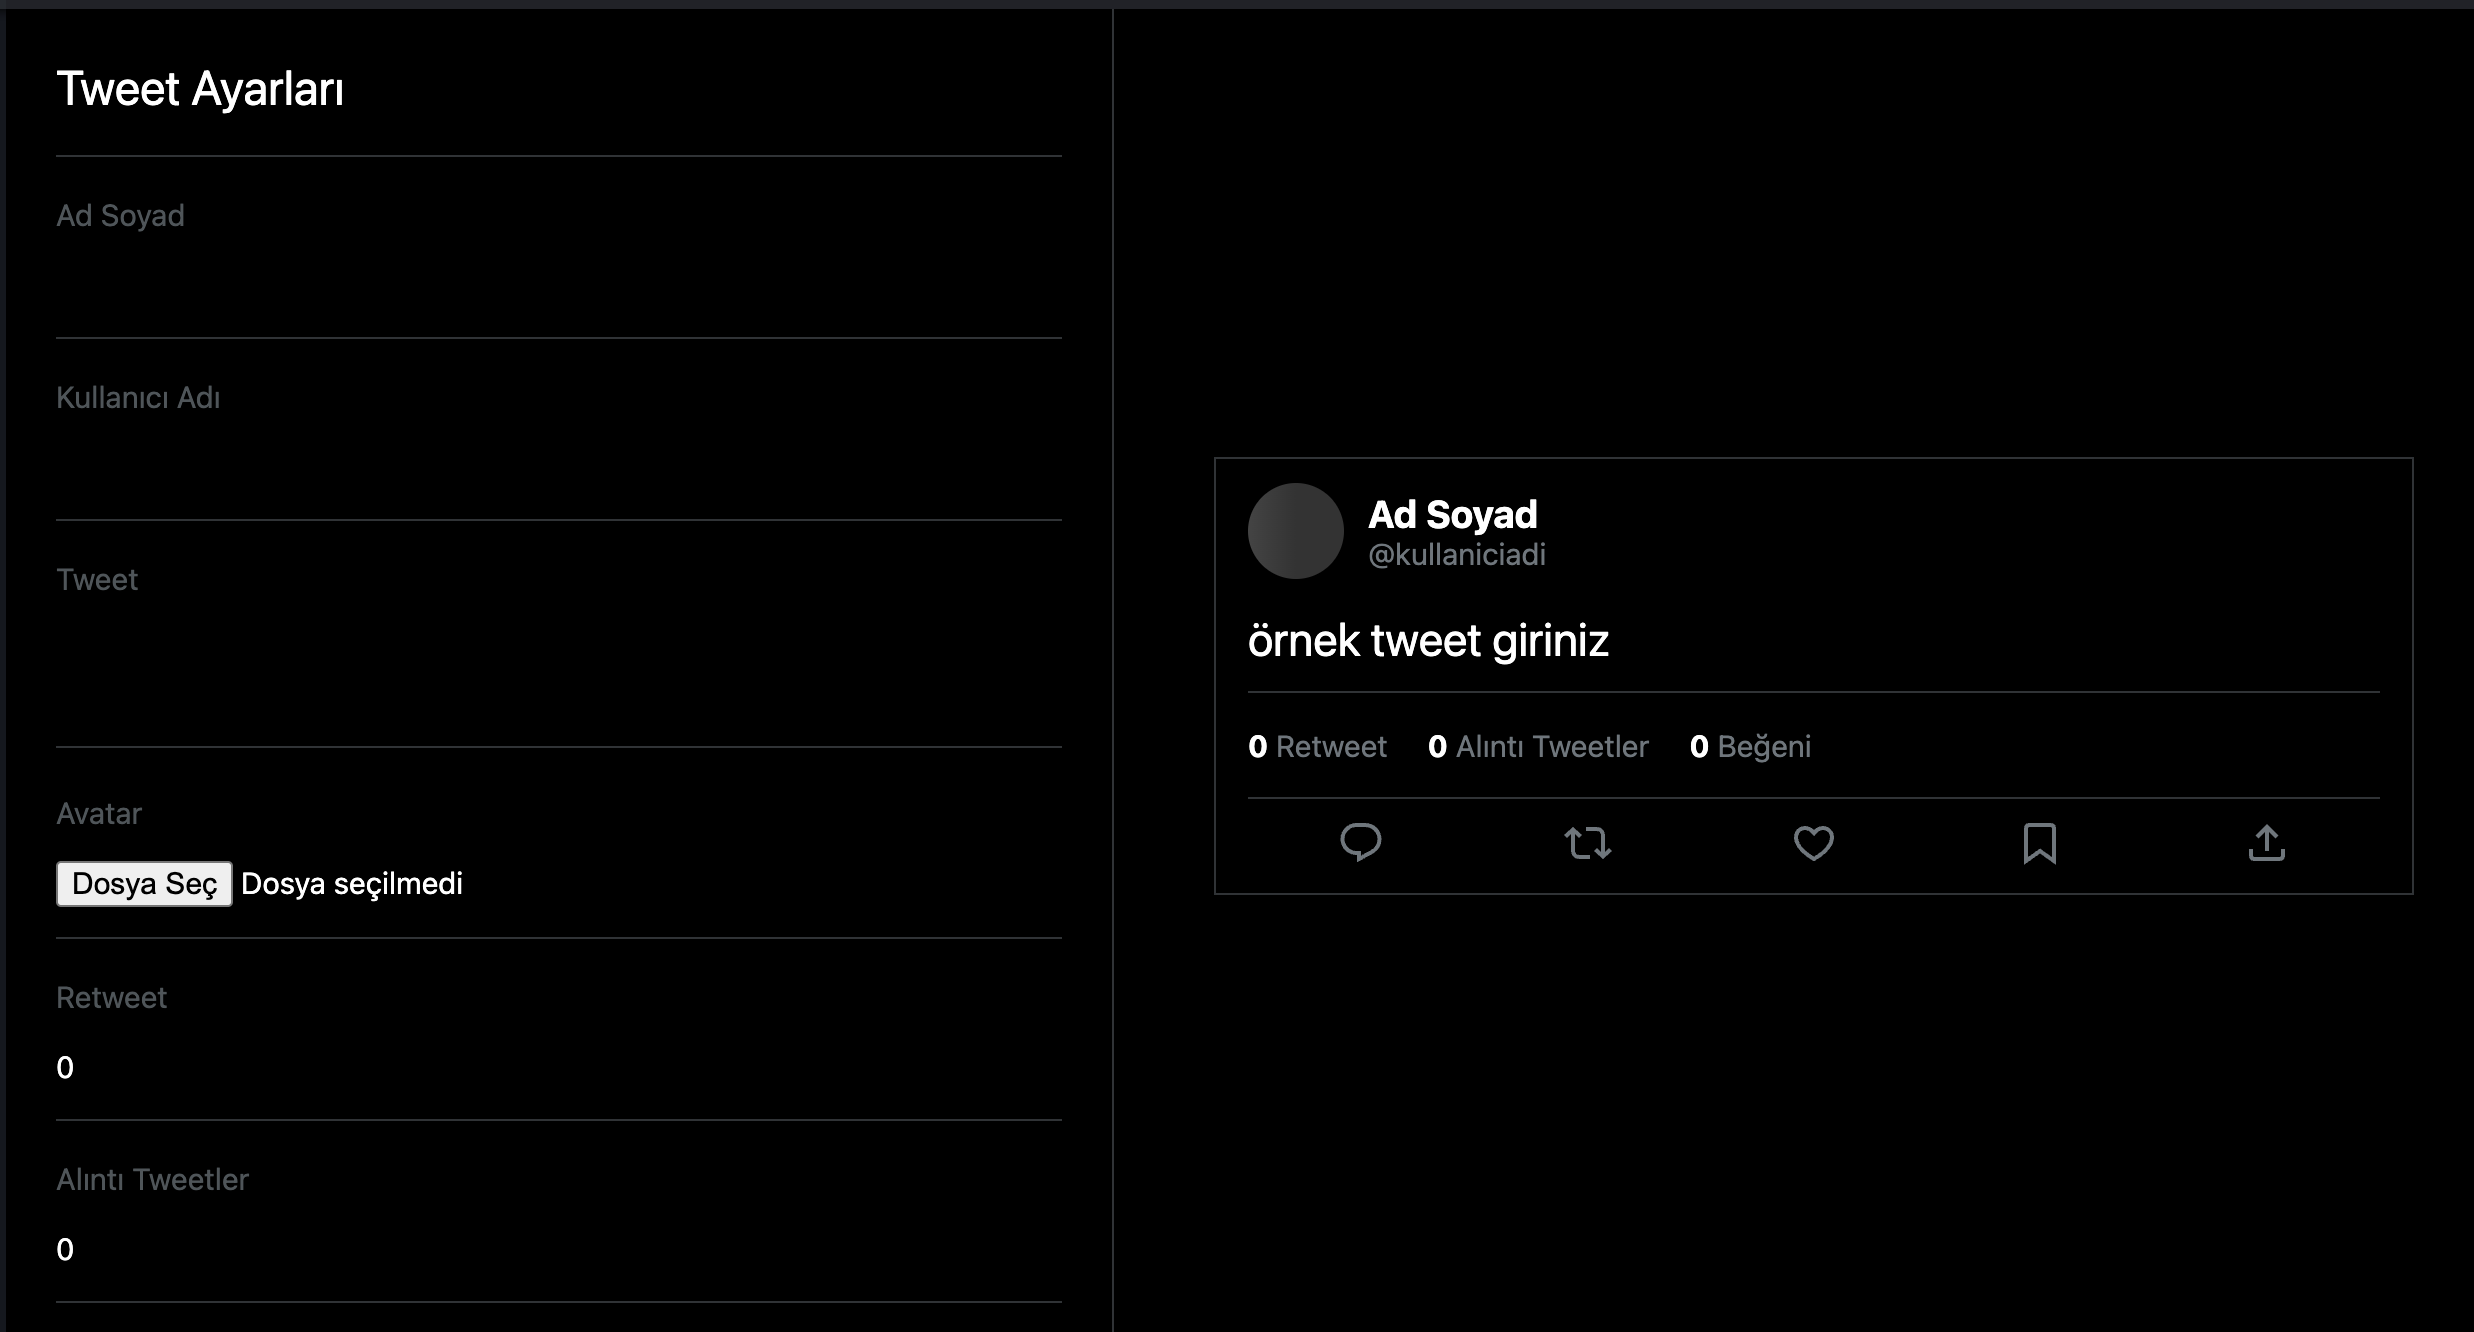 Tweet Ayarları
Ad Soyad
Kullanıcı Adı
Tweet
Avatar
Dosya Seç Dosya seçilmedi
Retweet
0
Alıntı Tweetler
0
Ad Soyad
@kullaniciadi
örnek tweet giriniz
0 Retweet 0 Alıntı Tweetler 0 Beğeni